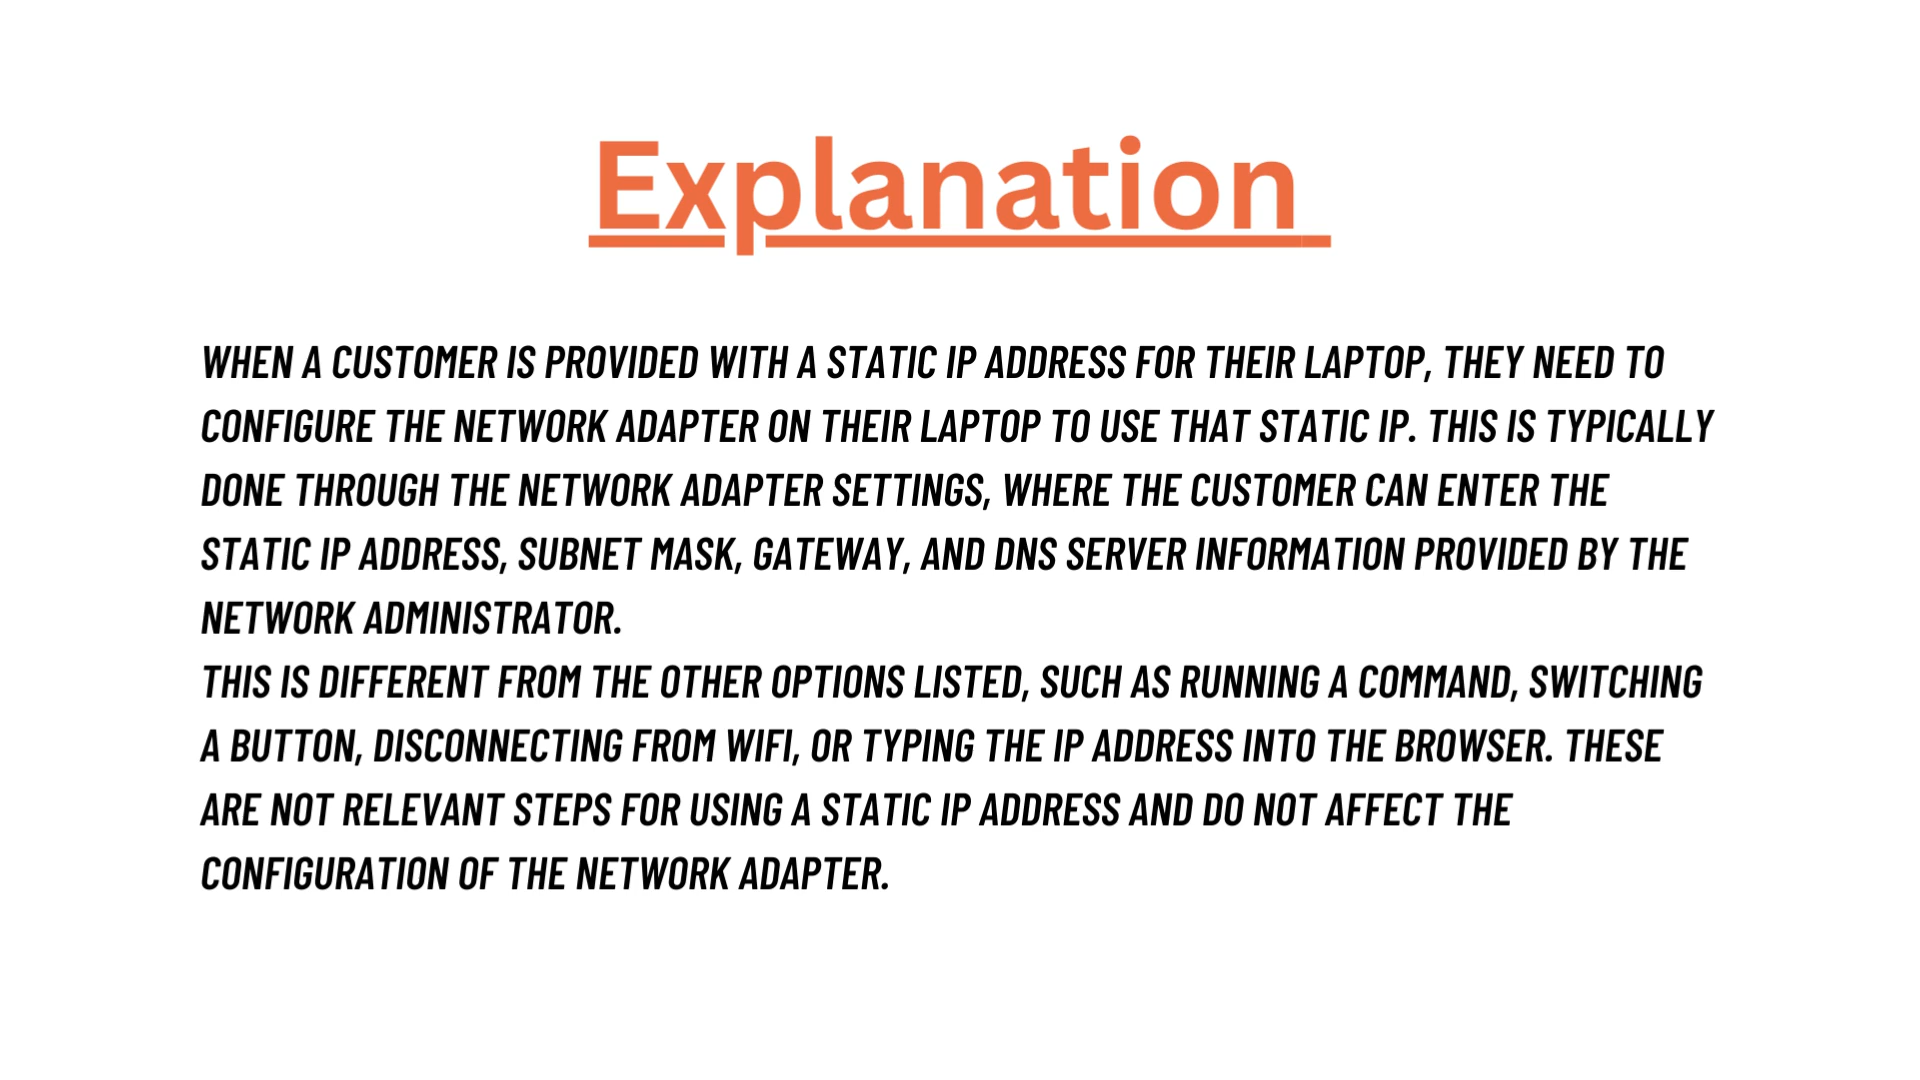 Explanation
WHEN A CUSTOMER IS PROVIDED WITH A STATIC IP ADDRESS FOR THEIR LAPTOP, THEY NEED TO
CONFIGURE THE NETWORK ADAPTER ON THEIR LAPTOP TO USE THAT STATIC IP. THIS IS TYPICALLY
DONE THROUGH THE NETWORK ADAPTER SETTINGS, WHERE THE CUSTOMER CAN ENTER THE
STATIC IP ADDRESS, SUBNET MASK, GATEWAY, AND DNS SERVER INFORMATION PROVIDED BY THE
NETWORK ADMINISTRATOR.
THIS IS DIFFERENT FROM THE OTHER OPTIONS LISTED, SUCH AS RUNNING A COMMAND, SWITCHING
A BUTTON, DISCONNECTING FROM WIFI, OR TYPING THE IP ADDRESS INTO THE BROWSER. THESE
ARE NOT RELEVANT STEPS FOR USING A STATIC IP ADDRESS AND DO NOT AFFECT THE
CONFIGURATION OF THE NETWORK ADAPTER.